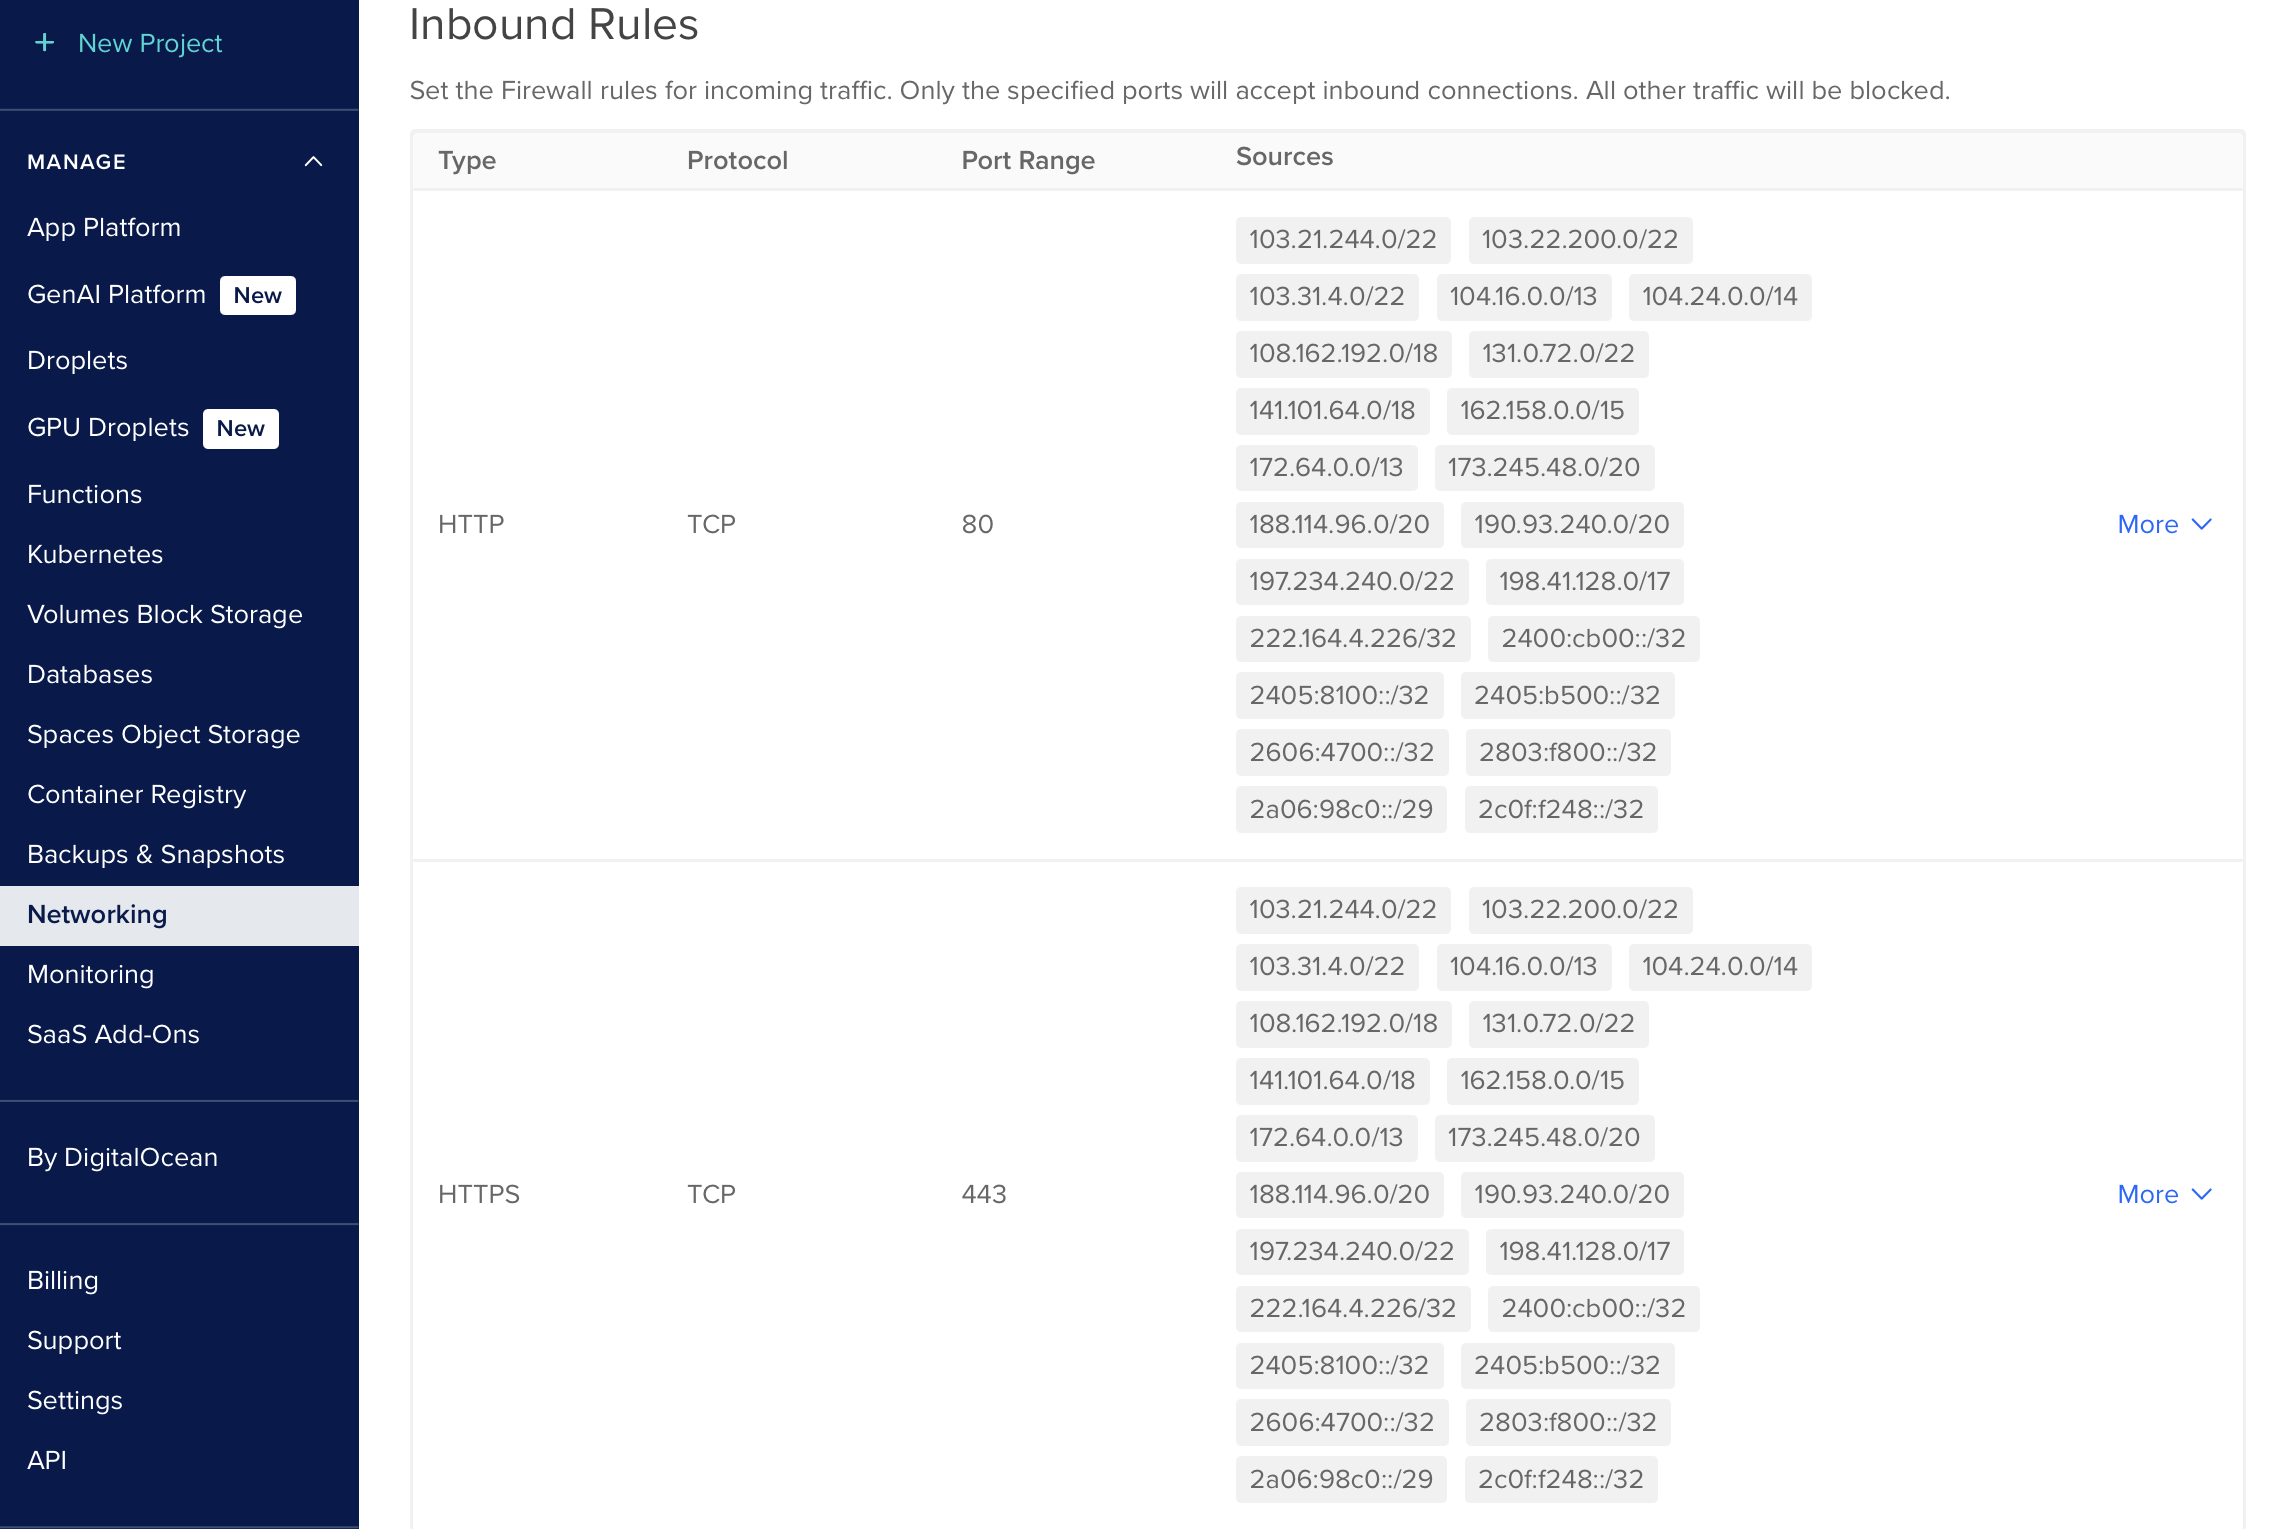 + New Project
MANAGE
App Platform
GenAI Platform New
Droplets
GPU Droplets New
Functions
Kubernetes
Volumes Block Storage
Databases
Spaces Object Storage
Container Registry
Backups & Snapshots
Networking
Monitoring
SaaS Add-Ons
By DigitalOcean
Billing
Support
Settings
API
Inbound Rules
Set the Firewall rules for incoming traffic. Only the specified ports will accept inbound connections. All other traffic will be blocked.
Type Protocol Port Range Sources
HTTP TCP 80
103.21.244.0/22 103.22.200.0/22
103.31.4.0/22 104.16.0.0/13 104.24.0.0/14
108.162.192.0/18 131.0.72.0/22
141.101.64.0/18 162.158.0.0/15
172.64.0.0/13 173.245.48.0/20
188.114.96.0/20 190.93.240.0/20
197.234.240.0/22 198.41.128.0/17
222.164.4.226/32 2400:cb00::/32
2405:8100::/32 2405:b500::/32
2606:4700::/32 2803:f800::/32
2a06:98c0::/29 2c0f:f248::/32
More
HTTPS TCP 443
103.21.244.0/22 103.22.200.0/22
103.31.4.0/22 104.16.0.0/13 104.24.0.0/14
108.162.192.0/18 131.0.72.0/22
141.101.64.0/18 162.158.0.0/15
172.64.0.0/13 173.245.48.0/20
188.114.96.0/20 190.93.240.0/20
197.234.240.0/22 198.41.128.0/17
222.164.4.226/32 2400:cb00::/32
2405:8100::/32 2405:b500::/32
2606:4700::/32 2803:f800::/32
2a06:98c0::/29 2c0f:f248::/32
More